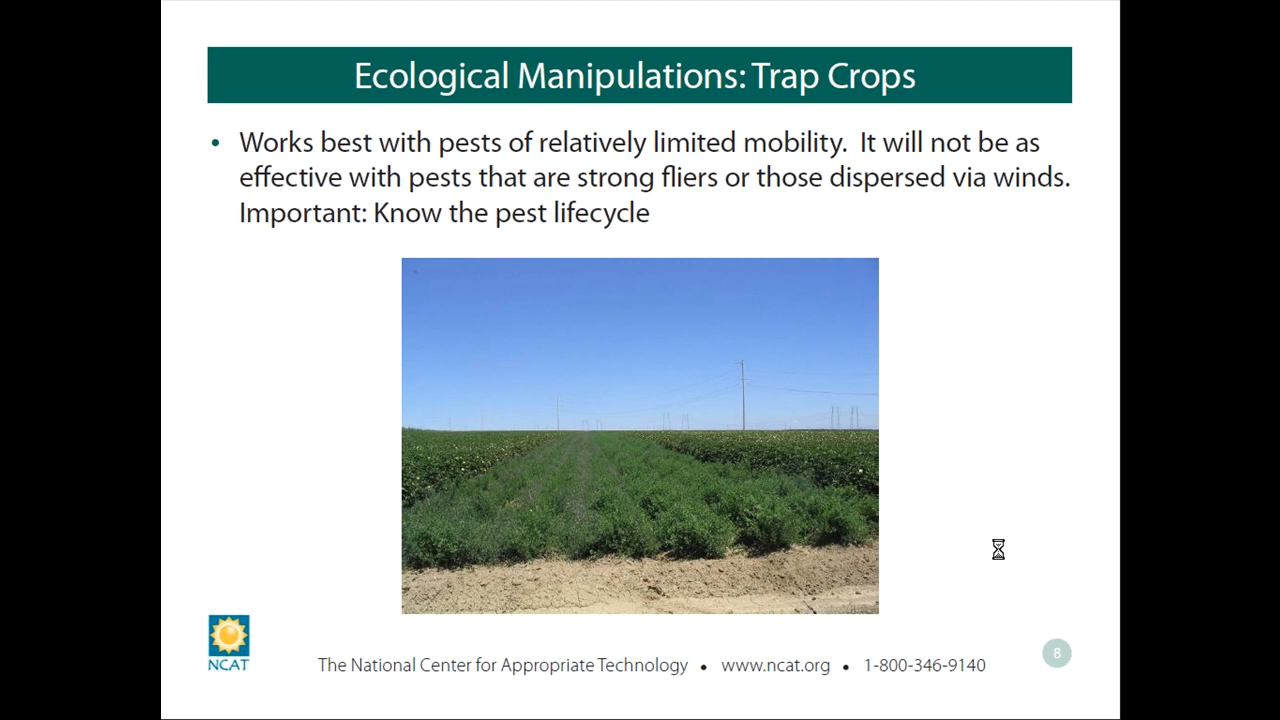 Ecological Manipulations: Trap Crops
• Works best with pests of relatively limited mobility.  It will not be as
effective with pests that are strong fliers or those dispersed via winds.
Important: Know the pest lifecycle
NCAT
The National Center for Appropriate Technology • www.ncat.org • 1-800-346-9140
8